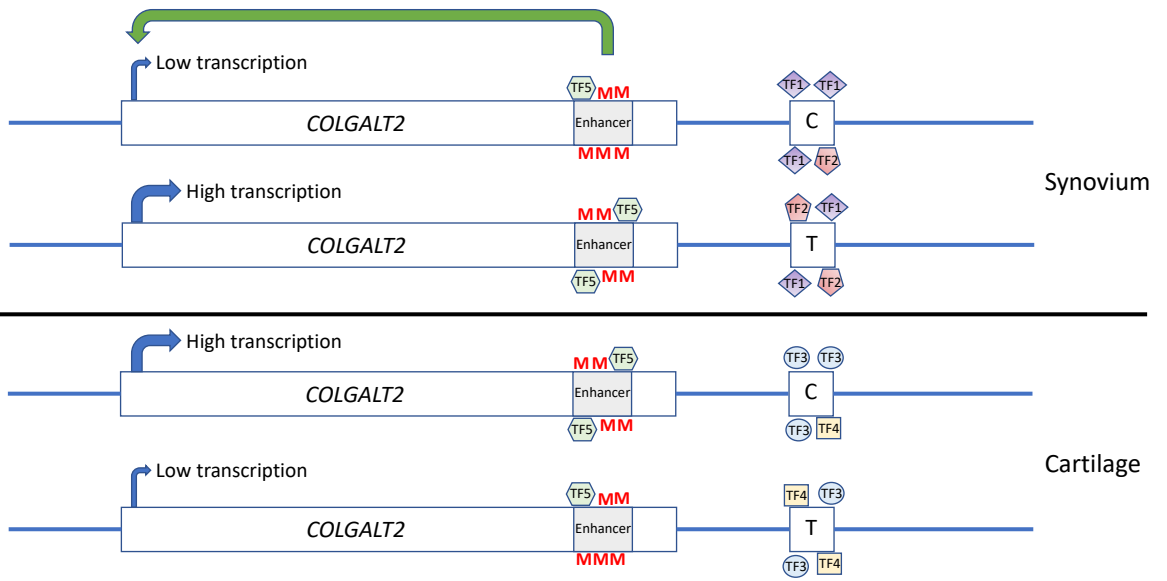 Low transcription
TF5 MM
TF1 TF1
COLGALT2
Enhancer
C
MMM
TF1 TF2
Synovium
High transcription
MM TF5
TF2 TF1
COLGALT2
Enhancer
T
TF5 MM
TF1 TF2
High transcription
MM TF5
TF3 TF3
COLGALT2
Enhancer
C
TF5 MM
TF3 TF4
Cartilage
Low transcription
TF5 MM
TF4 TF3
COLGALT2
Enhancer
T
MMM
TF3 TF4